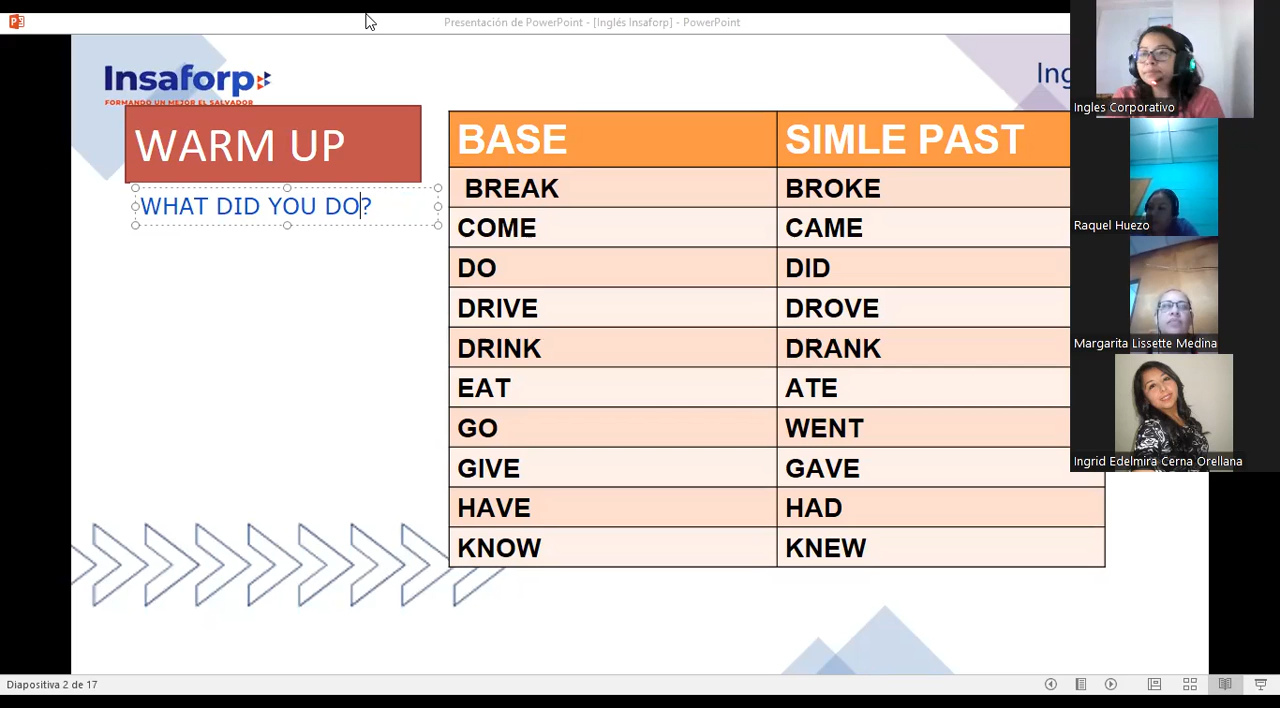 Presentación de PowerPoint - [Inglés Insaforp] - PowerPoint
Insaforp
FORMANDO UN MEJOR EL SALVADOR
WARM UP
WHAT DID YOU DO?
BASE SIMLE PAST
BREAK BROKE
COME CAME
DO DID
DRIVE DROVE
DRINK DRANK
EAT ATE
GO WENT
GIVE GAVE
HAVE HAD
KNOW KNEW
Ingles Corporativo
Raquel Huezo
Margarita Lissette Medina
Ingrid Edelmira Cerna Orellana
Diapositiva 2 de 17